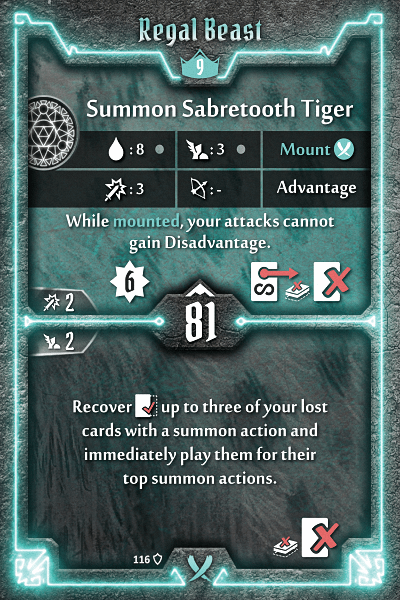 Regal Beast
9
Summon Sabretooth Tiger
: 8 : 3 Mount
: 3 : - Advantage
While mounted, your attacks cannot
gain Disadvantage.
6
2
81
2
Recover up to three of your lost
cards with a summon action and
immediately play them for their
top summon actions.
116